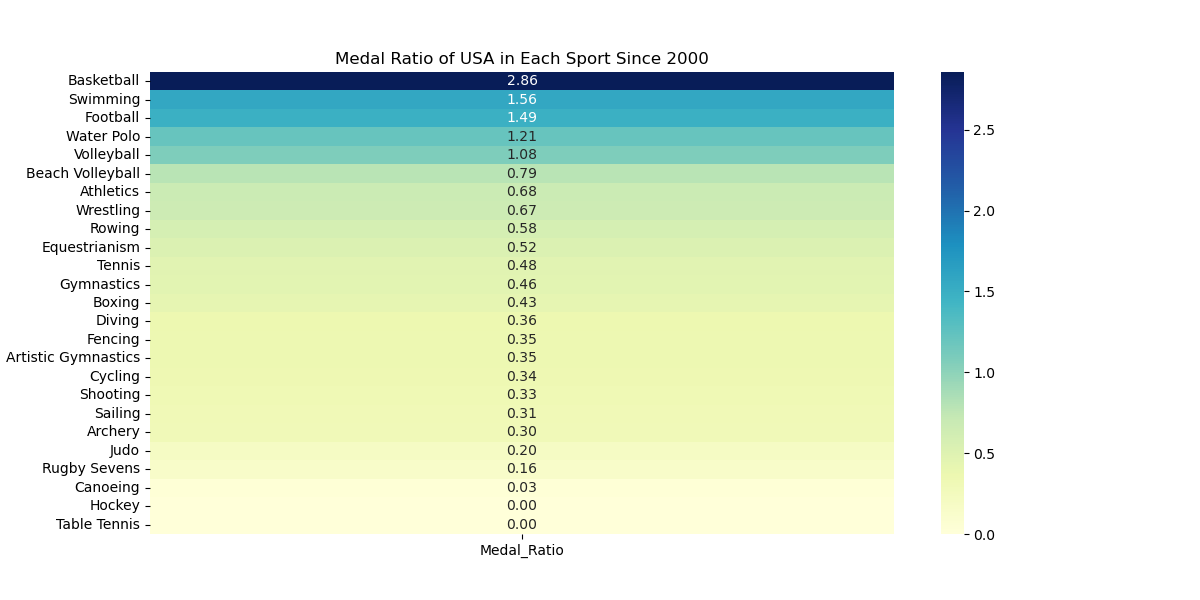 Medal Ratio of USA in Each Sport Since 2000
Basketball 2.86
Swimming 1.56
Football 1.49
Water Polo 1.21
Volleyball 1.08
Beach Volleyball 0.79
Athletics 0.68
Wrestling 0.67
Rowing 0.58
Equestrianism 0.52
Tennis 0.48
Gymnastics 0.46
Boxing 0.43
Diving 0.36
Fencing 0.35
Artistic Gymnastics 0.35
Cycling 0.34
Shooting 0.33
Sailing 0.31
Archery 0.30
Judo 0.20
Rugby Sevens 0.16
Canoeing 0.03
Hockey 0.00
Table Tennis 0.00
Medal_Ratio
2.5
2.0
1.5
1.0
0.5
0.0